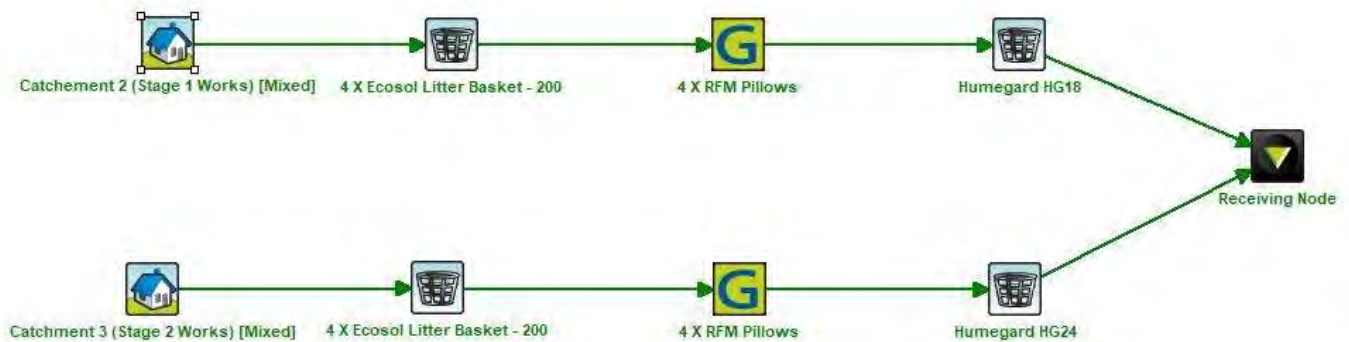 Catchement 2 (Stage 1 Works) [Mixed]
4 X Ecosol Litter Basket - 200
G
4 X RFM Pillows
Humegard HG18
Receiving Node
Catchment 3 (Stage 2 Works) [Mixed]
4 X Ecosol Litter Basket - 200
G
4 X RFM Pillows
Humegard HG24